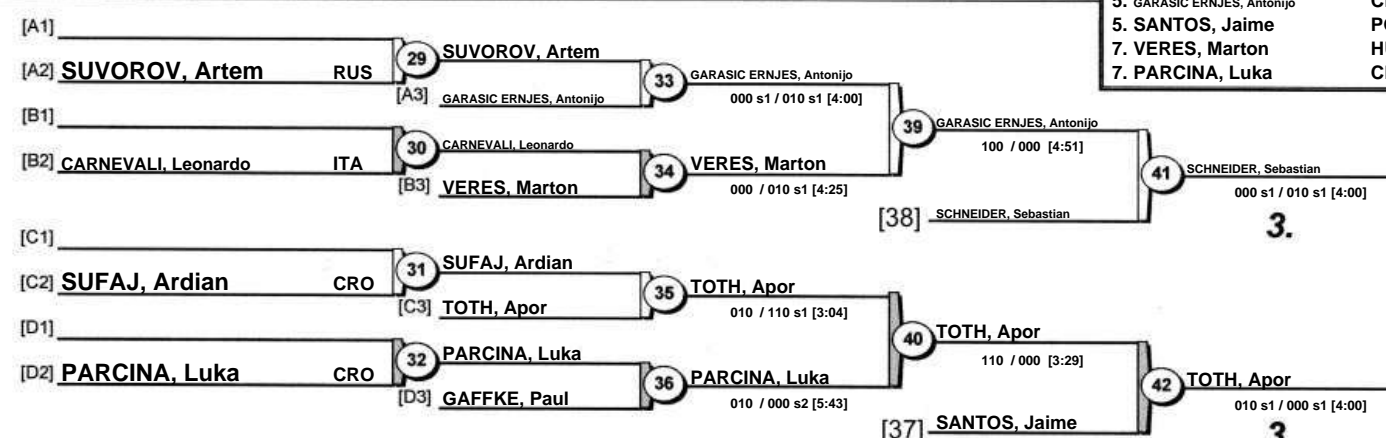 5. GARASIC ERNJES, Antonijo
5. SANTOS, Jaime
7. VERES, Marton
7. PARCINA, Luka
[A1]
[A2] SUVOROV, Artem RUS
29
SUVOROV, Artem
[A3] GARASIC ERNJES, Antonijo
33
GARASIC ERNJES, Antonijo
000 s1 / 010 s1 [4:00]
[B1]
[B2] CARNEVALI, Leonardo ITA
30
CARNEVALI, Leonardo
[B3] VERES, Marton
34
VERES, Marton
000 / 010 s1 [4:25]
39
GARASIC ERNJES, Antonijo
100 / 000 [4:51]
[38] SCHNEIDER, Sebastian
41
SCHNEIDER, Sebastian
000 s1 / 010 s1 [4:00]
3.
[C1]
[C2] SUFAJ, Ardian CRO
31
SUFAJ, Ardian
[C3] TOTH, Apor
35
TOTH, Apor
010 / 110 s1 [3:04]
[D1]
[D2] PARCINA, Luka CRO
32
PARCINA, Luka
[D3] GAFFKE, Paul
36
PARCINA, Luka
010 / 000 s2 [5:43]
40
TOTH, Apor
110 / 000 [3:29]
[37] SANTOS, Jaime
42
TOTH, Apor
010 s1 / 000 s1 [4:00]
3